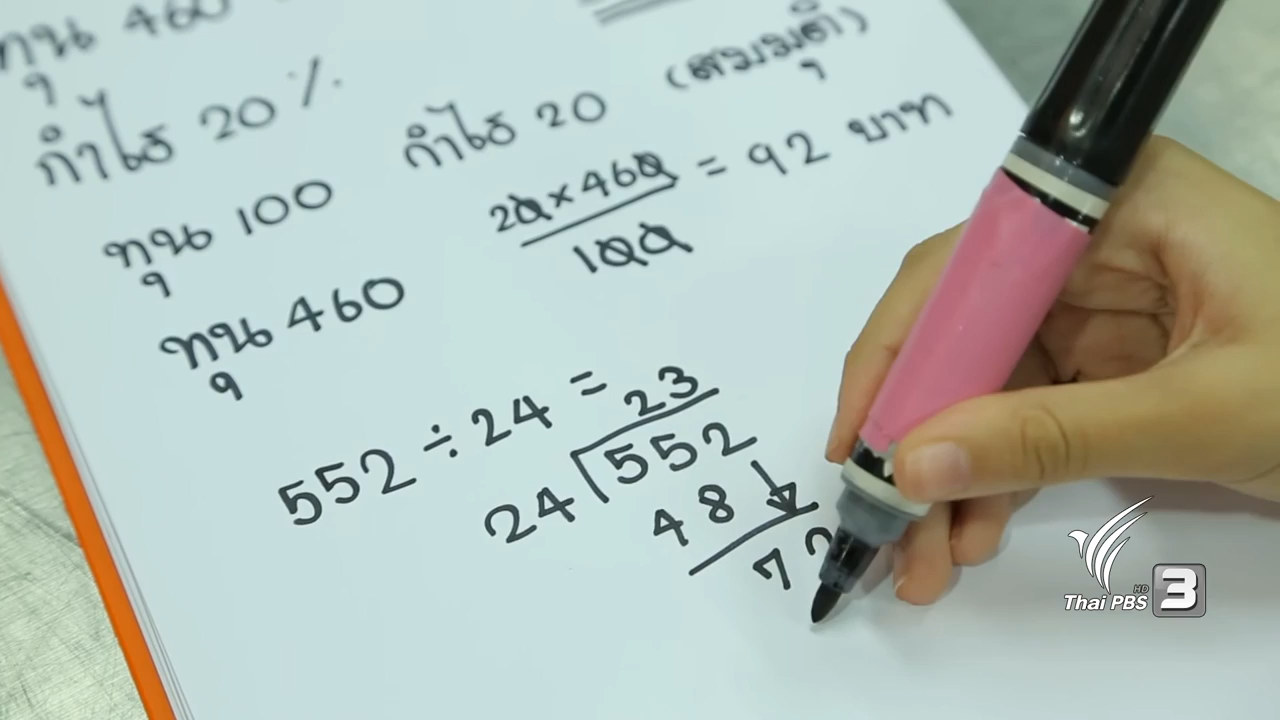 ทุน 460
กำไร 20 %
(สมมุติ)
ทุน 100 กำไร 20
ทุน 460 20 × 460 = 92 บาท
100
552 ÷ 24 =
23
24 552
48
72
Thai PBS HD 3